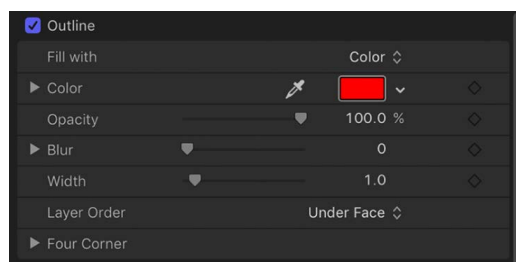 Outline
Fill with Color
Color
Opacity 100.0 %
Blur 0
Width 1.0
Layer Order Under Face
Four Corner